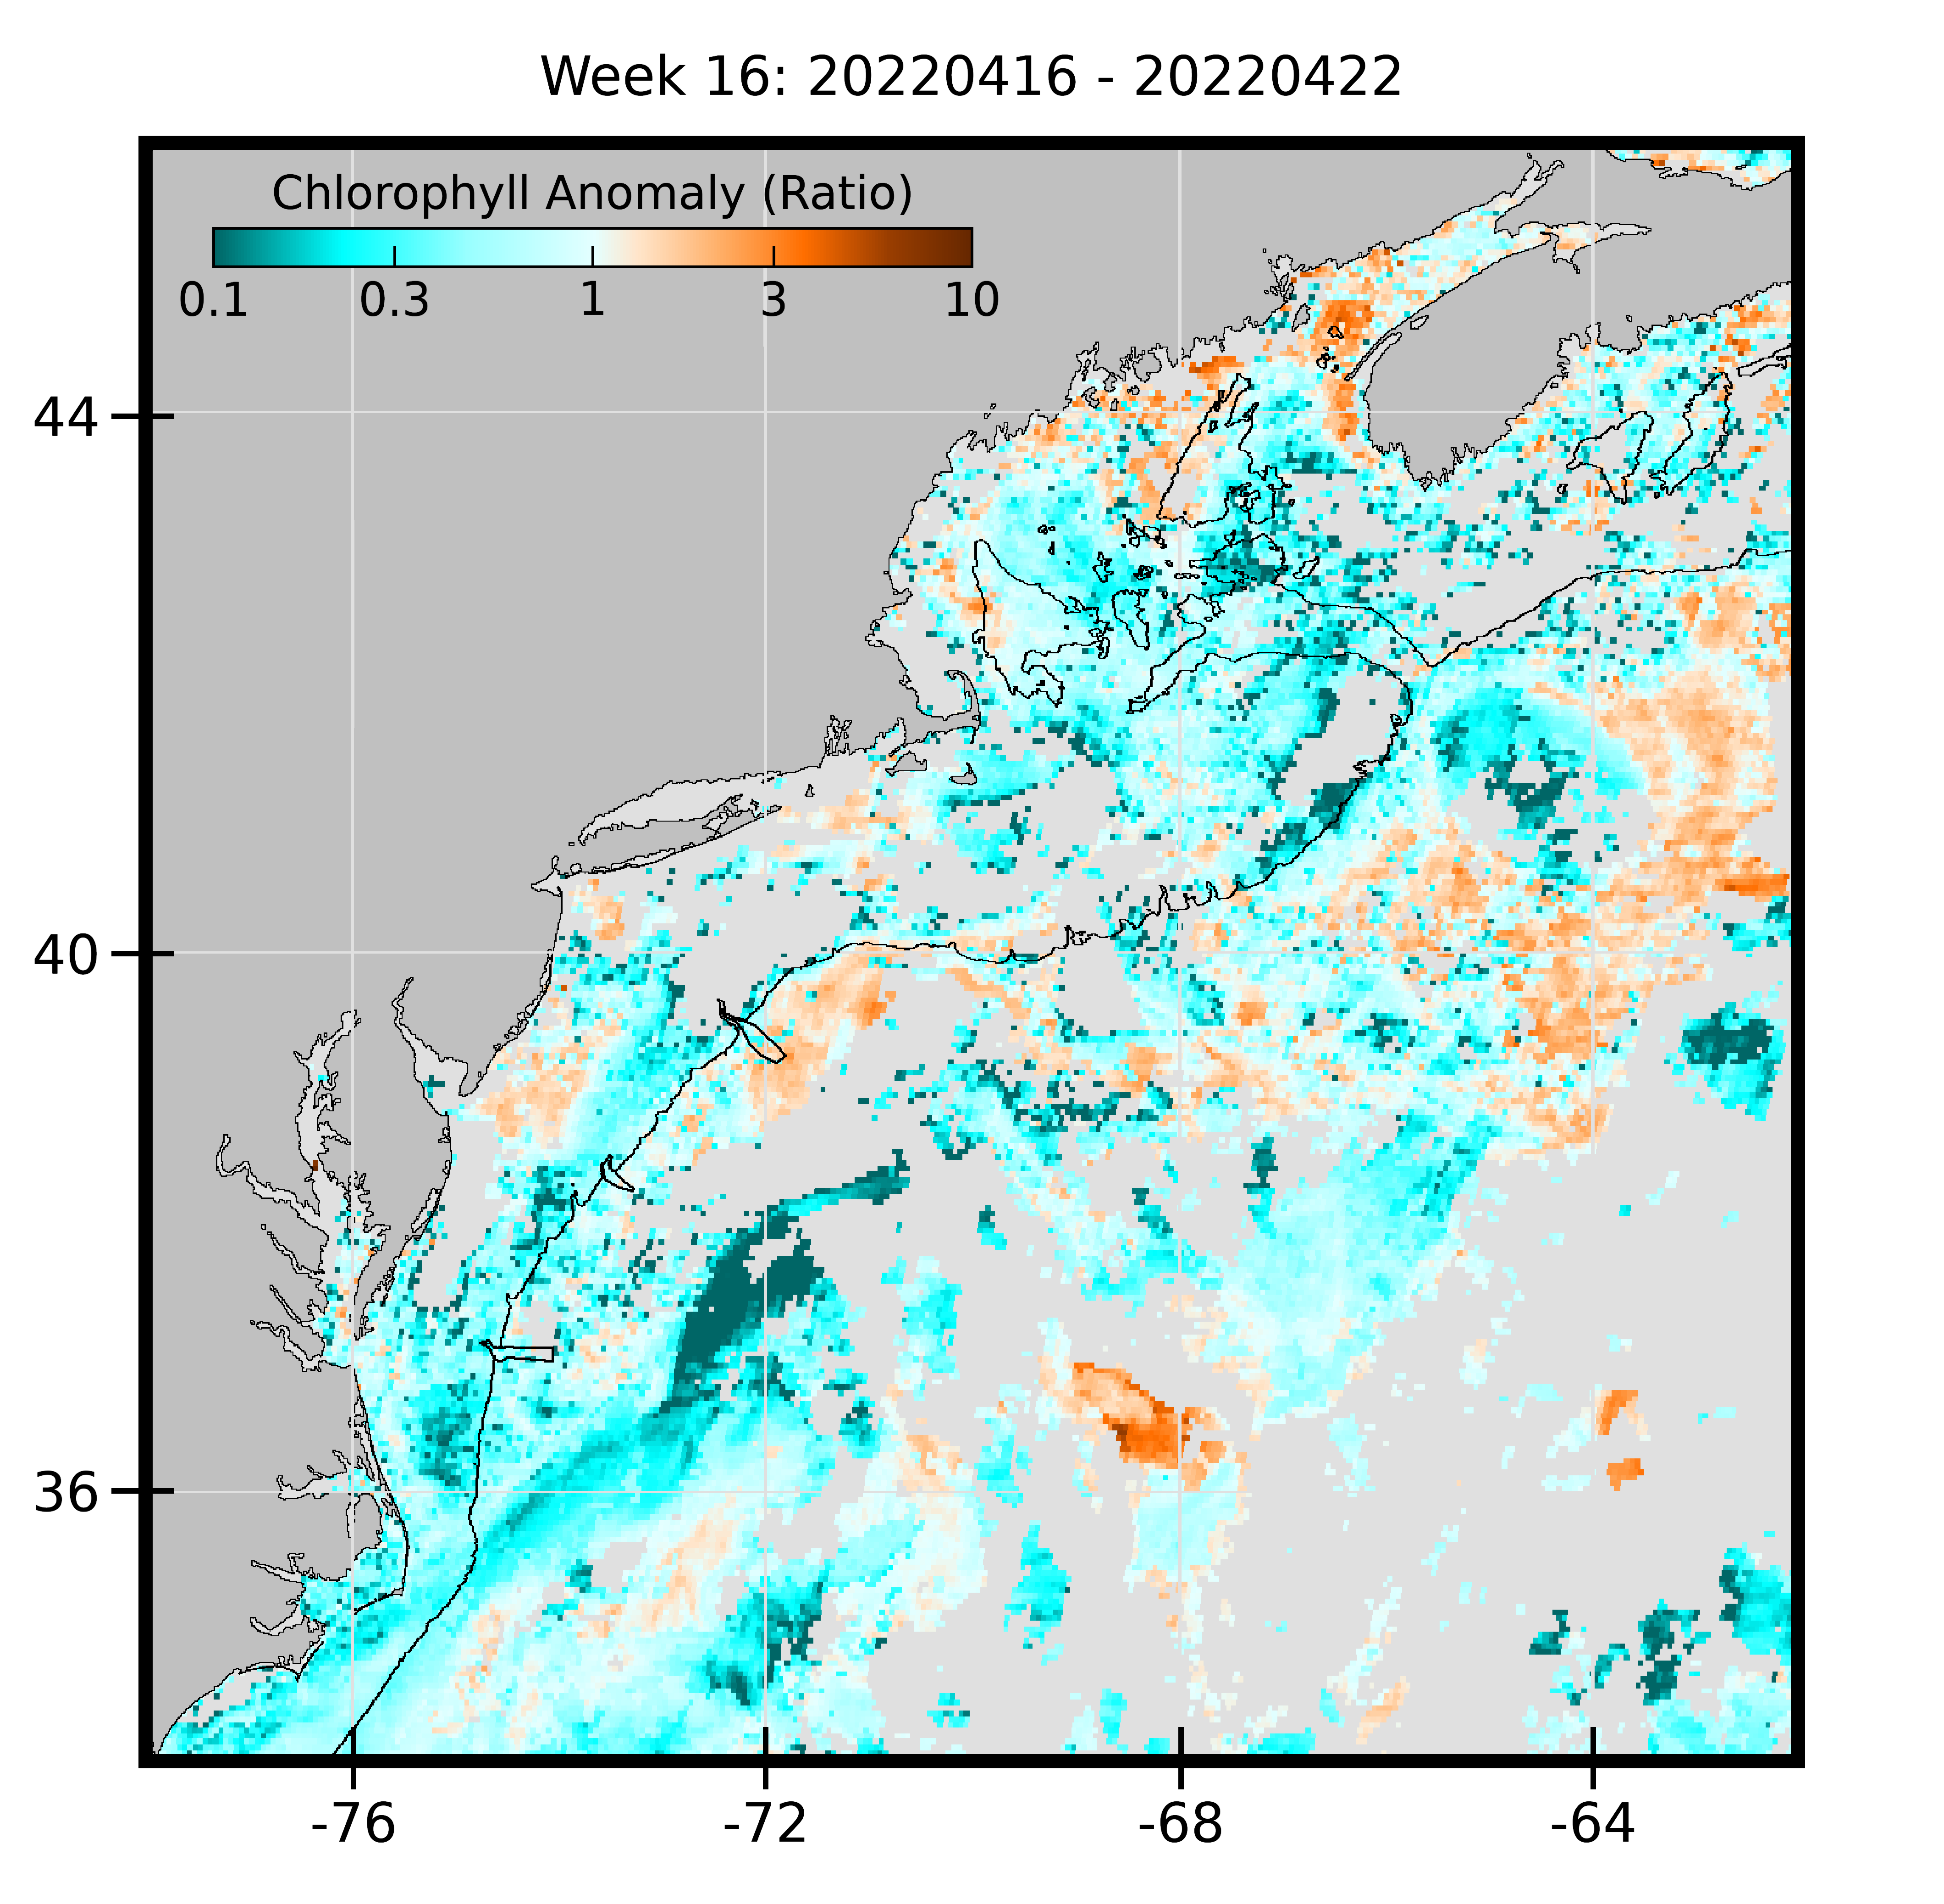 Week 16: 20220416 - 20220422
Chlorophyll Anomaly (Ratio)
0.1 0.3 1 3 10
44
40
36
-76 -72 -68 -64